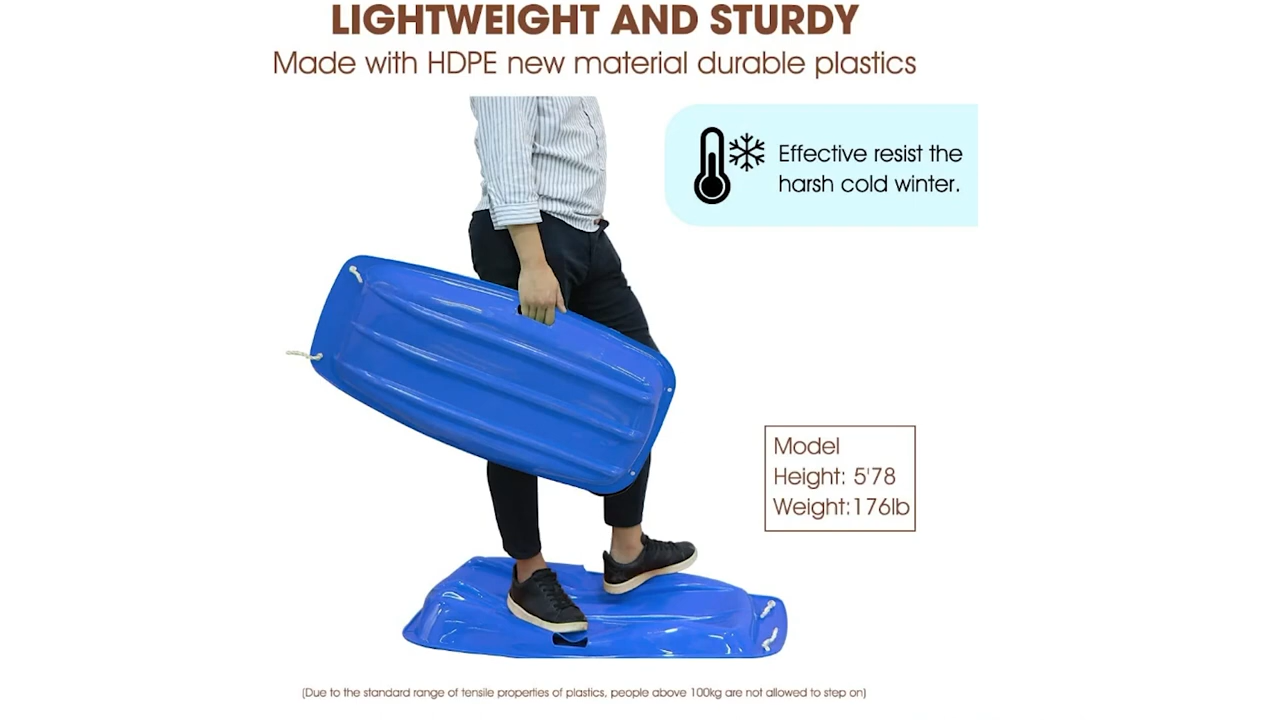 LIGHTWEIGHT AND STURDY
Made with HDPE new material durable plastics
Effective resist the
harsh cold winter.
Model
Height: 5'78
Weight:176lb
(Due to the standard range of tensile properties of plastics, people above 100kg are not allowed to step on)